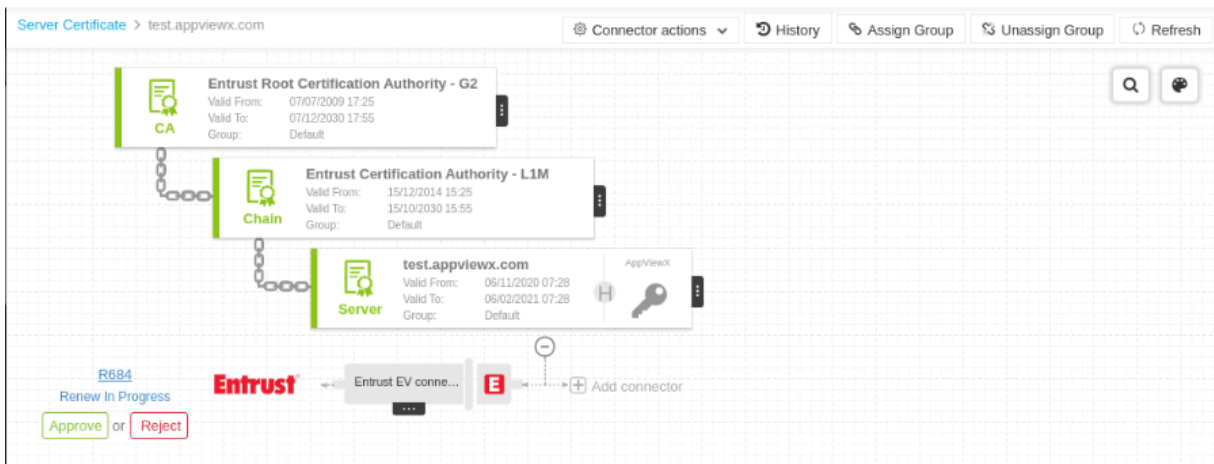 Server Certificate > test.appviewx.com
Connector actions
History
Assign Group
Unassign Group
Refresh
Entrust Root Certification Authority - G2
Valid From: 07/07/2009 17:25
Valid To: 07/12/2030 17:55
Group: Default
CA
Entrust Certification Authority - L1M
Valid From: 15/12/2014 15:25
Valid To: 15/10/2030 15:55
Group: Default
Chain
test.appviewx.com
Valid From: 06/11/2020 07:28
Valid To: 06/02/2021 07:28
Group: Default
Server
AppViewX
H
R684
Renew In Progress
Approve or Reject
Entrust
Entrust EV conne...
E
Add connector